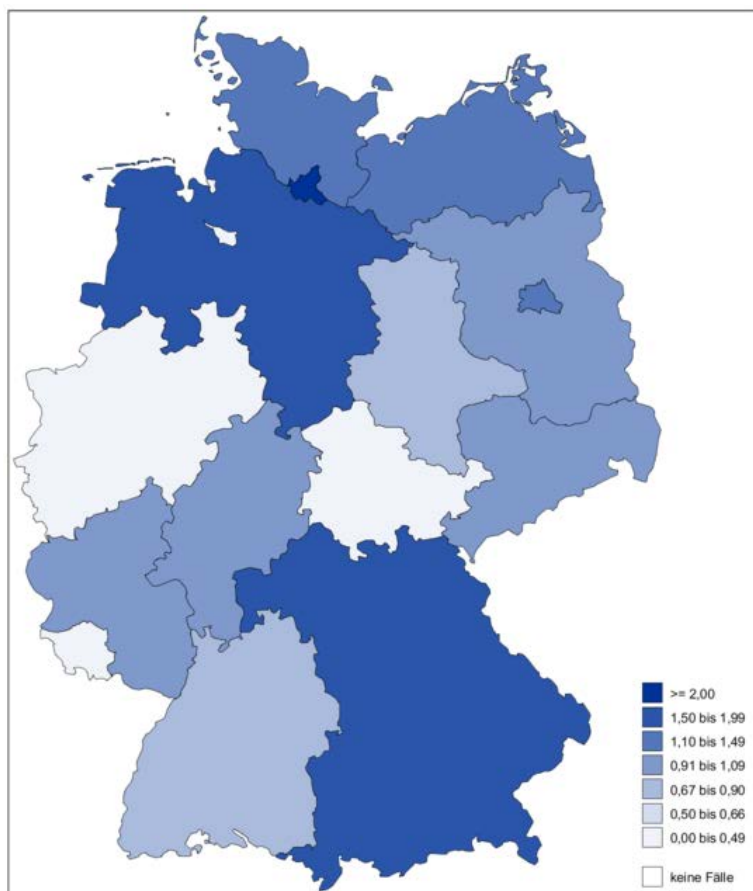 >= 2,00
1,50 bis 1,99
1,10 bis 1,49
0,91 bis 1,09
0,67 bis 0,90
0,50 bis 0,66
0,00 bis 0,49
keine Fälle